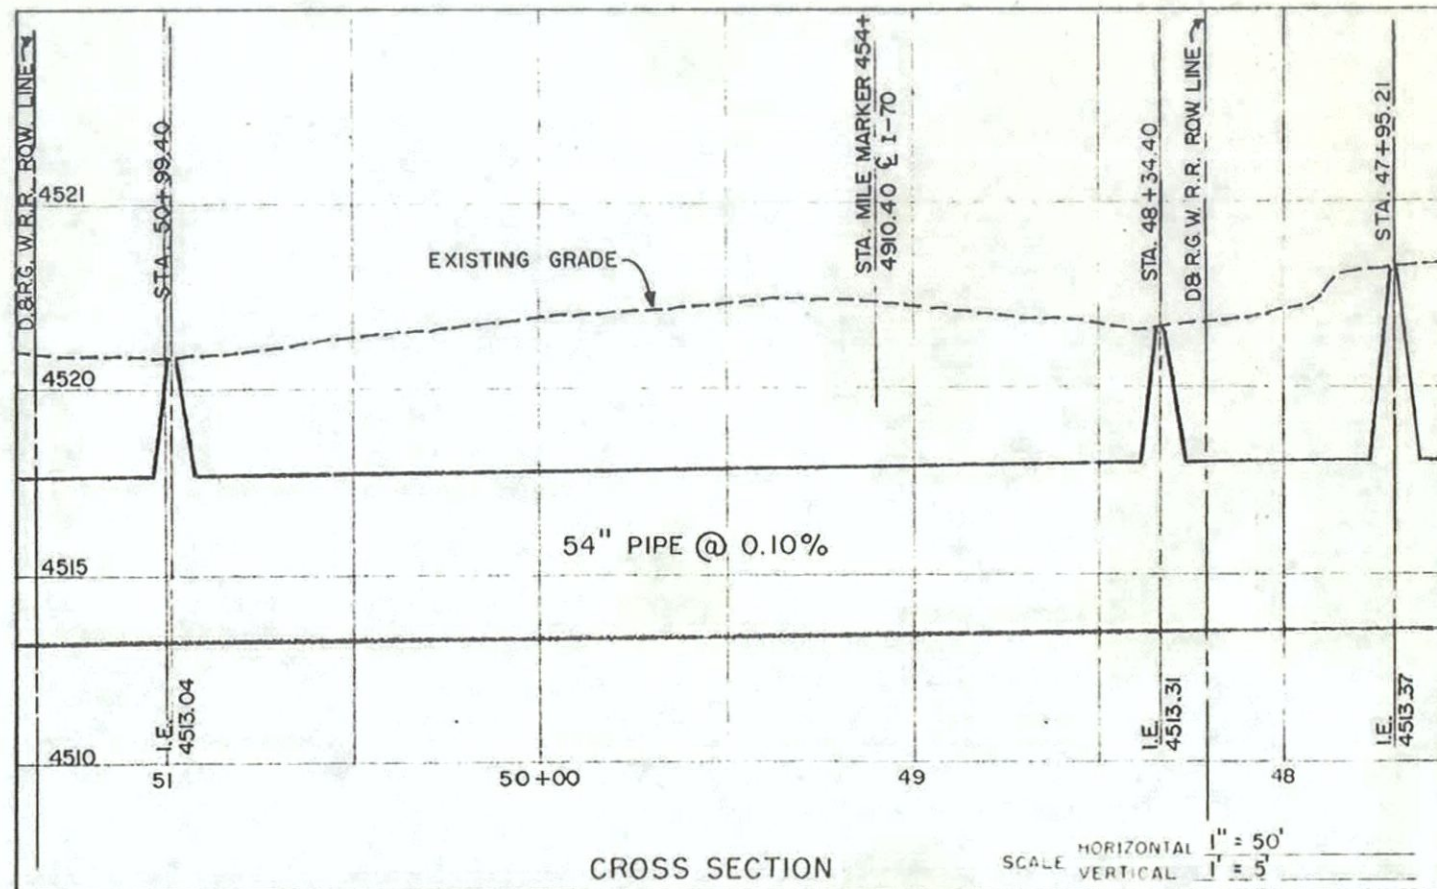 D.&R.G. W.R.R. ROW LINE
STA. 50+99.40
STA. MILE MARKER 454+
4910.40 ℄ I-70
STA. 48+34.40
D&R.G. W. R.R. ROW LINE
STA. 47+95.21
4521
EXISTING GRADE
4520
54" PIPE @ 0.10%
4515
I.E.
4513.04
I.E.
4513.31
I.E.
4513.37
4510
51
50+00
49
48
CROSS SECTION
SCALE
HORIZONTAL 1" = 50'
VERTICAL 1" = 5'